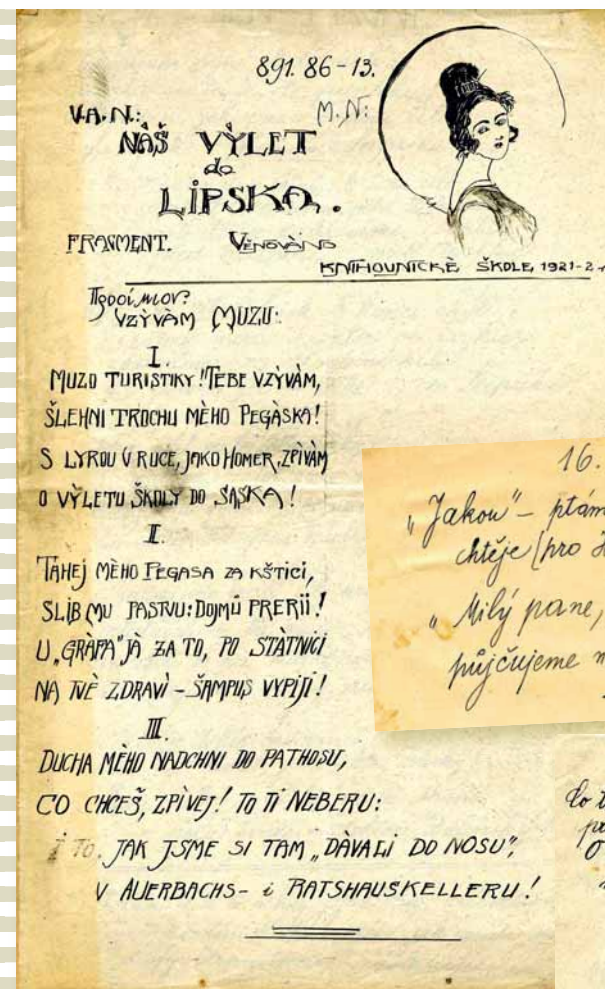 891.86-13.
V.A.N.: M.N:
NÁŠ VÝLET
do
LIPSKA.
FRAGMENT. VĚNOVÁNO
KNIHOVNICKÉ ŠKOLE, 1921-2
VZÝVÁM MUZU:
I.
MUZO TURISTIKY! TEBE VZÝVÁM,
ŠLEHNI TROCHU MÉHO PEGÁSKA!
S LYROU V RUCE, JAKO HOMER, ZPÍVÁM
O VÝLETU ŠKOLY DO SASKA!
II.
TÁHEJ MÉHO PEGASA ZA KŠTICI,
SLIB MU PASTVU: DOJMŮ PRERII!
U „GRÁFA" JÁ ZA TO, PO STÁTNICI
NA TVÉ ZDRAVÍ – ŠAMPUS VYPIJI!
III.
DUCHA MÉHO NADCHNI DO PATHOSU,
CO CHCEŠ, ZPÍVEJ! TO TI NEBERU:
I TO, JAK JSME SI TAM „DÁVALI DO NOSU",
V AUERBACHS- i RATSHAUSKELLERU!
16.
„Jakou" – ptám
chtěje (pro
„Milý pane,
půjčujeme